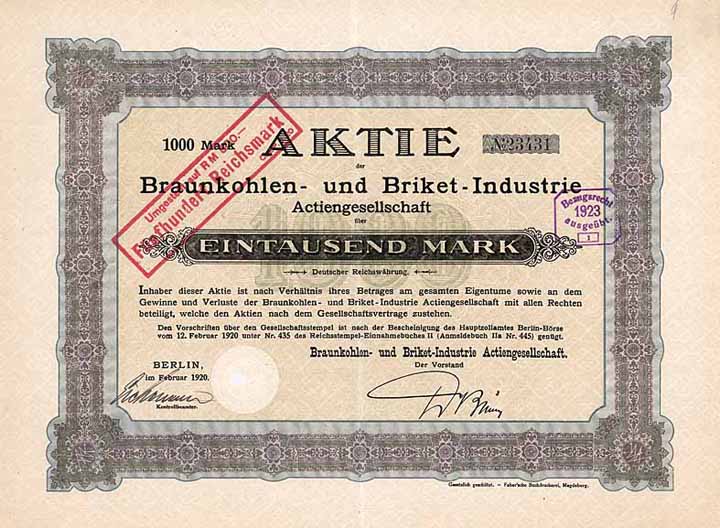 1000 Mark AKTIE No 23431
der
Braunkohlen- und Briket-Industrie
Actiengesellschaft
über
EINTAUSEND MARK
Deutscher Reichswährung.
Inhaber dieser Aktie ist nach Verhältnis ihres Betrages am gesamten Eigentume sowie an dem
Gewinne und Verluste der Braunkohlen- und Briket-Industrie Actiengesellschaft mit allen Rechten
beteiligt, welche den Aktien nach dem Gesellschaftsvertrage zustehen.
Den Vorschriften über den Gesellschaftsstempel ist nach der Bescheinigung des Hauptzollamtes Berlin-Börse
vom 12. Februar 1920 unter Nr. 435 des Reichsstempel-Einnahmebuches II (Anmeldebuch IIa Nr. 445) genügt.
Braunkohlen- und Briket-Industrie Actiengesellschaft.
Der Vorstand
BERLIN,
im Februar 1920.
Kontrollbeamter.
Umgestellt auf RM
Fünfhundert Reichsmark
Bezugsrecht
1923
ausgeübt.
1
Gesetzlich geschützt. - Faber'sche Buchdruckerei, Magdeburg.